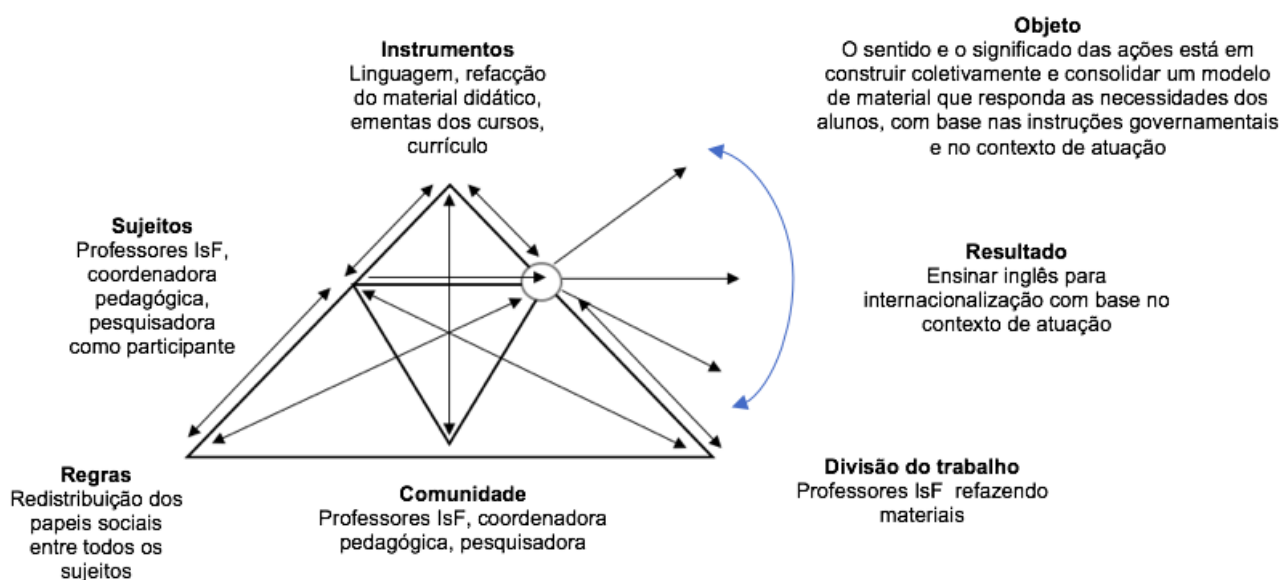 Instrumentos
Linguagem, refacção
do material didático,
ementas dos cursos,
currículo
Objeto
O sentido e o significado das ações está em
construir coletivamente e consolidar um modelo
de material que responda as necessidades dos
alunos, com base nas instruções governamentais
e no contexto de atuação
Sujeitos
Professores IsF,
coordenadora
pedagógica,
pesquisadora
como participante
Resultado
Ensinar inglês para
internacionalização com base no
contexto de atuação
Regras
Redistribuição dos
papeis sociais
entre todos os
sujeitos
Comunidade
Professores IsF, coordenadora
pedagógica, pesquisadora
Divisão do trabalho
Professores IsF refazendo
materiais